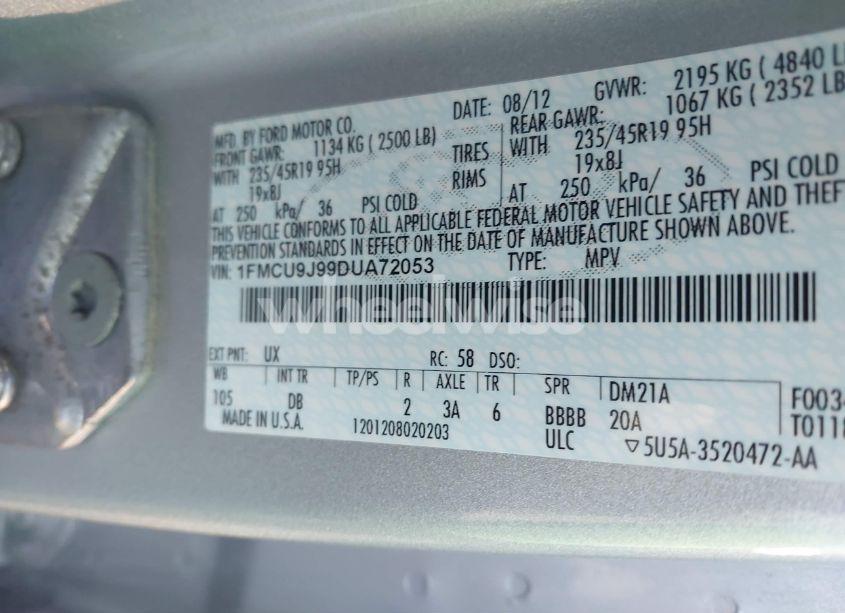 MFD. BY FORD MOTOR CO. DATE: 08/12 GVWR: 2195 KG ( 4840 L
FRONT GAWR: 1134 KG ( 2500 LB) REAR GAWR: 1067 KG ( 2352 LB
WITH 235/45R19 95H TIRES WITH 235/45R19 95H
19x8J RIMS 19x8J
AT 250 kPa/ 36 PSI COLD AT 250 kPa/ 36 PSI COLD
THIS VEHICLE CONFORMS TO ALL APPLICABLE FEDERAL MOTOR VEHICLE SAFETY AND THEFT
PREVENTION STANDARDS IN EFFECT ON THE DATE OF MANUFACTURE SHOWN ABOVE.
VIN: 1FMCU9J99DUA72053 TYPE: MPV
wheelwise
EXT PNT: UX RC: 58 DSO:
WB INT TR TP/PS R AXLE TR SPR DM21A F003
105 DB 2 3A 6 BBBB 20A T011
MADE IN U.S.A. 1201208020203 ULC ▽5U5A-3520472-AA